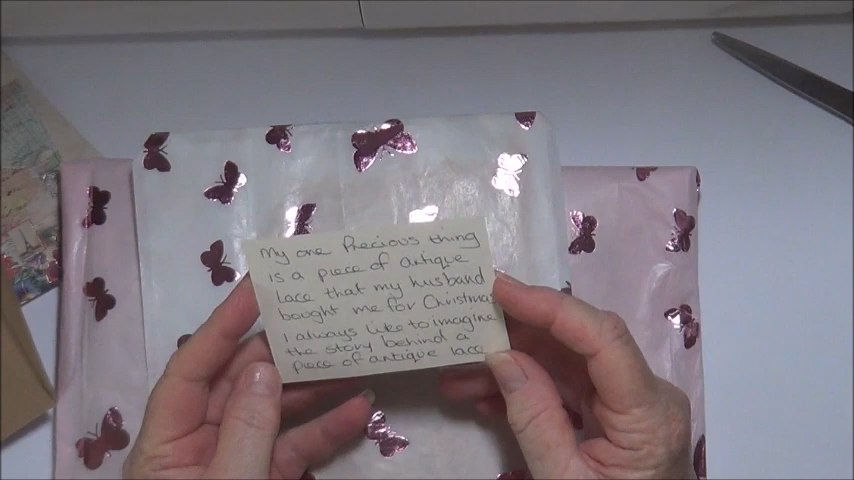 My one Precious thing
is a piece of antique
lace that my husband
bought me for Christmas
I always like to imagine
the story behind a
piece of antique lace